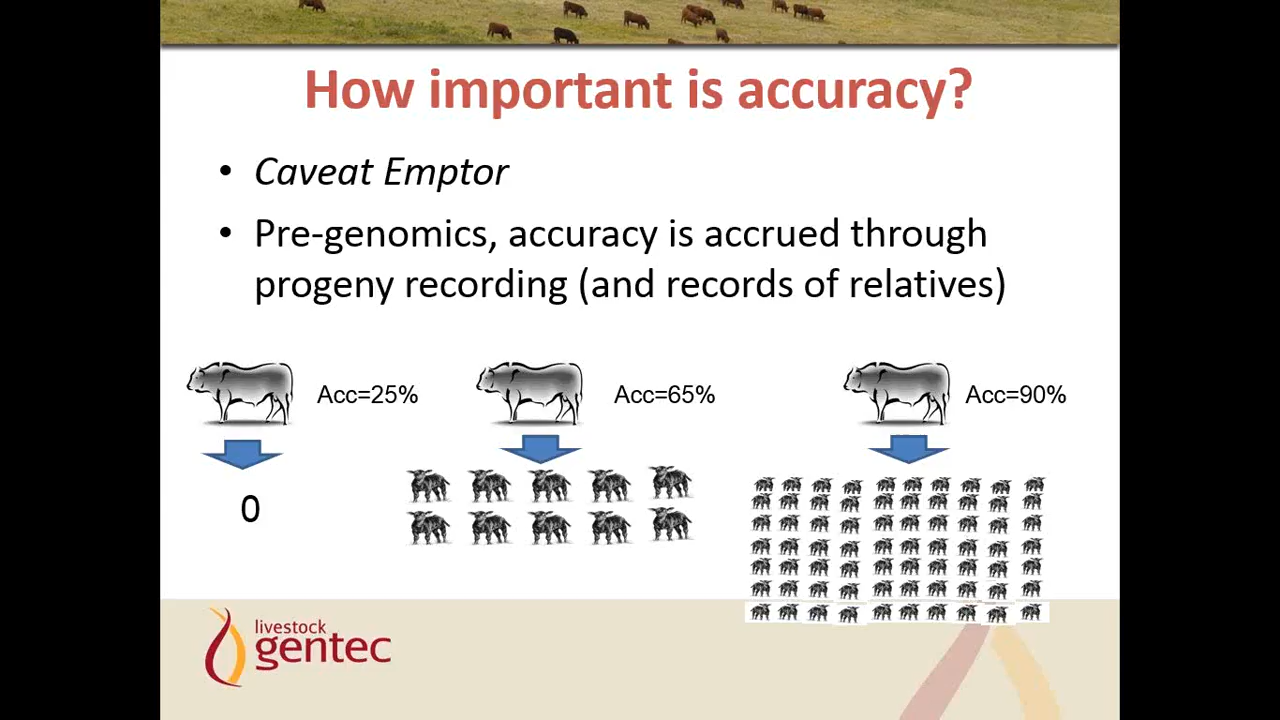 How important is accuracy?
• Caveat Emptor
• Pre-genomics, accuracy is accrued through
progeny recording (and records of relatives)
Acc=25%
Acc=65%
Acc=90%
0
livestock
gentec